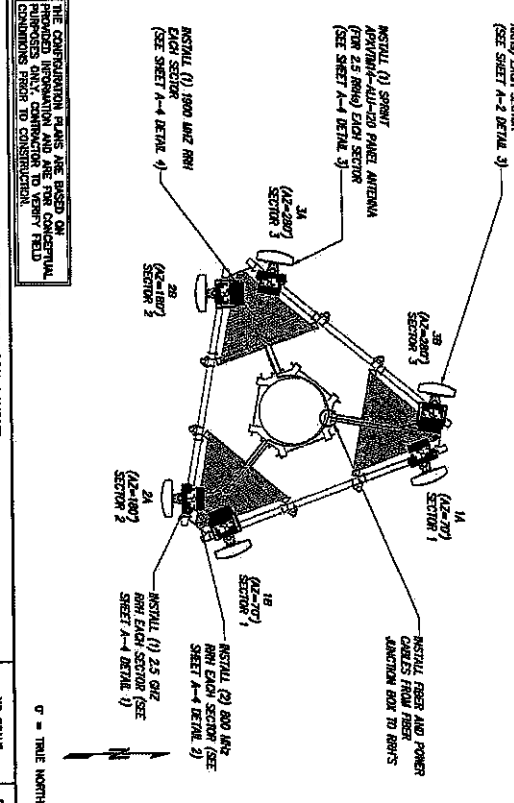 (SEE SHEET A-2 DETAIL 3)
INSTALL (1) SPRINT
APXVTM14-ALU-I20 PANEL ANTENNA
(FOR 2.5 RRHs) EACH SECTOR
(SEE SHEET A-4 DETAIL 3)
INSTALL (1) 1900 MHZ RRH
EACH SECTOR
(SEE SHEET A-4 DETAIL 4)
3A
(AZ=280°)
SECTOR 3
3B
(AZ=280°)
SECTOR 3
1A
(AZ=70°)
SECTOR 1
2B
(AZ=180°)
SECTOR 2
2A
(AZ=180°)
SECTOR 2
1B
(AZ=70°)
SECTOR 1
INSTALL FIBER AND POWER
CABLES FROM FIBER
JUNCTION BOX TO RRH'S
INSTALL (2) 800 MHz
RRH EACH SECTOR (SEE
SHEET A-4 DETAIL 2)
INSTALL (1) 2.5 GHZ
RRH EACH SECTOR (SEE
SHEET A-4 DETAIL 1)
THE CONFIGURATION PLANS ARE BASED ON
PROVIDED INFORMATION AND ARE FOR CONCEPTUAL
PURPOSES ONLY. CONTRACTOR TO VERIFY FIELD
CONDITIONS PRIOR TO CONSTRUCTION.
0° = TRUE NORTH